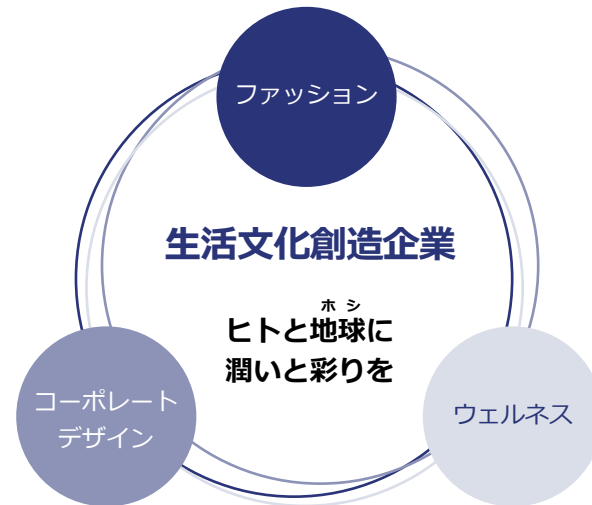 ファッション
生活文化創造企業
ホシ
ヒトと地球に
潤いと彩りを
コーポレート
デザイン
ウェルネス